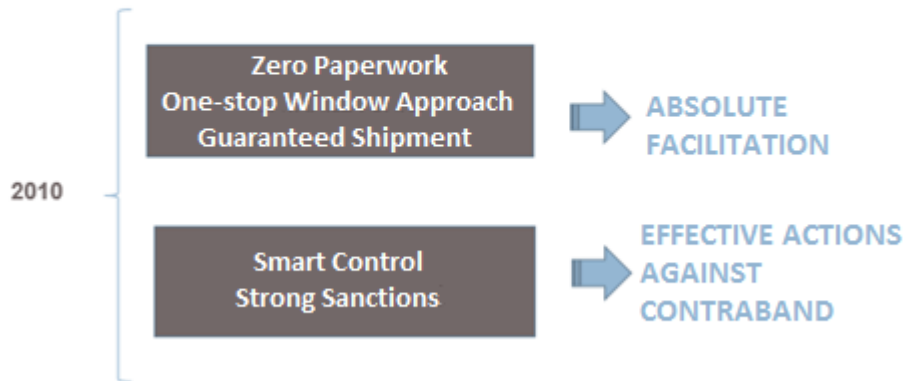 2010
Zero Paperwork
One-stop Window Approach
Guaranteed Shipment
ABSOLUTE
FACILITATION
Smart Control
Strong Sanctions
EFFECTIVE ACTIONS
AGAINST
CONTRABAND